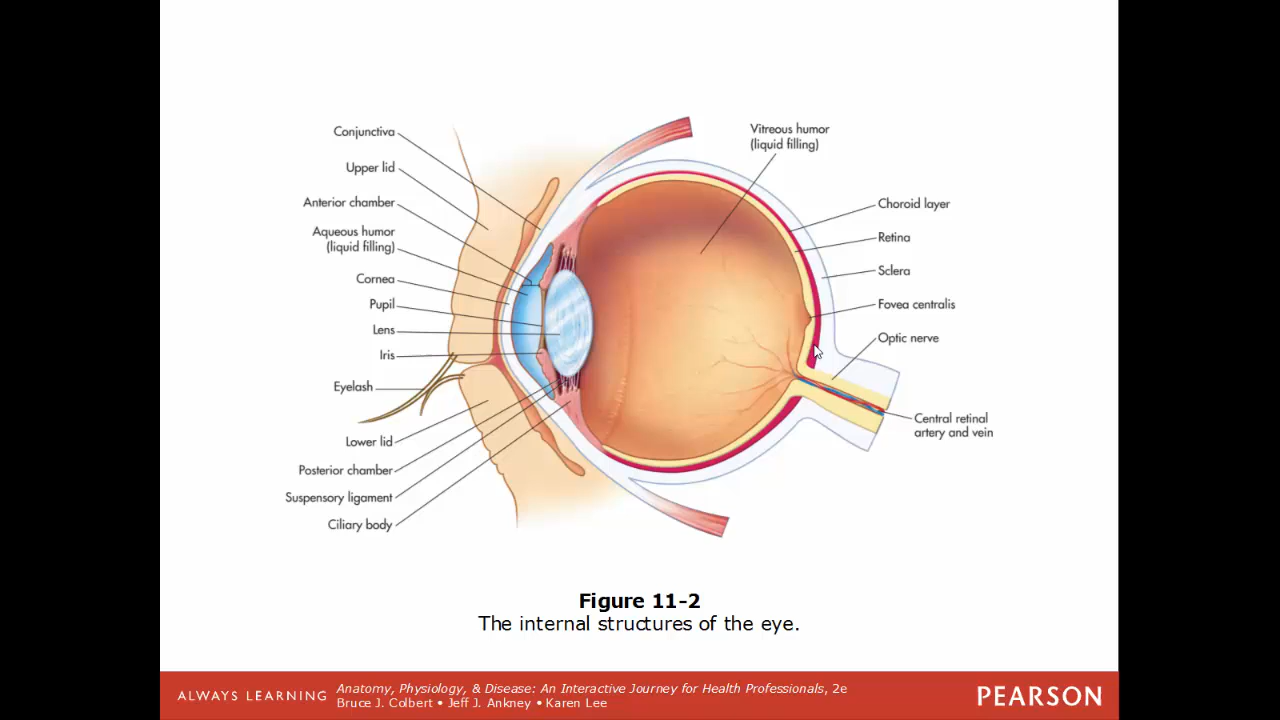 Conjunctiva
Upper lid
Anterior chamber
Aqueous humor
(liquid filling)
Cornea
Pupil
Lens
Iris
Eyelash
Lower lid
Posterior chamber
Suspensory ligament
Ciliary body
Vitreous humor
(liquid filling)
Choroid layer
Retina
Sclera
Fovea centralis
Optic nerve
Central retinal
artery and vein
Figure 11-2
The internal structures of the eye.
ALWAYS LEARNING
Anatomy, Physiology, & Disease: An Interactive Journey for Health Professionals, 2e
Bruce J. Colbert • Jeff J. Ankney • Karen Lee
PEARSON